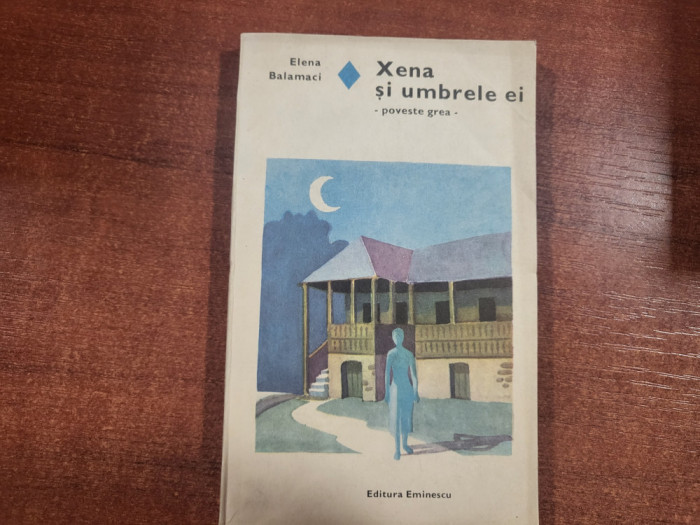 Elena
Balamaci
Xena
și umbrele ei
- poveste grea -
Editura Eminescu